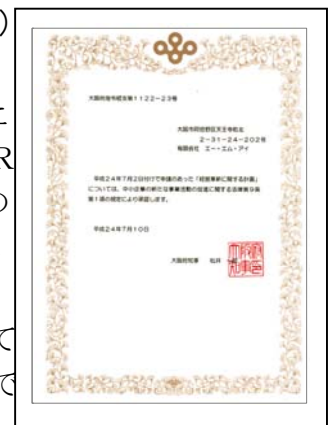 )
大阪府指令経支第1122-23号
大阪市阿倍野区天王寺町北
2-31-24-202号
有限会社 エー・エム・アイ
R
の
平成24年7月2日付けで申請のあった「経営革新に関する計画」
については、中小企業の新たな事業活動の促進に関する法律第9条
第1項の規定により承認します。
平成24年7月10日
大阪府知事 松井
て
で